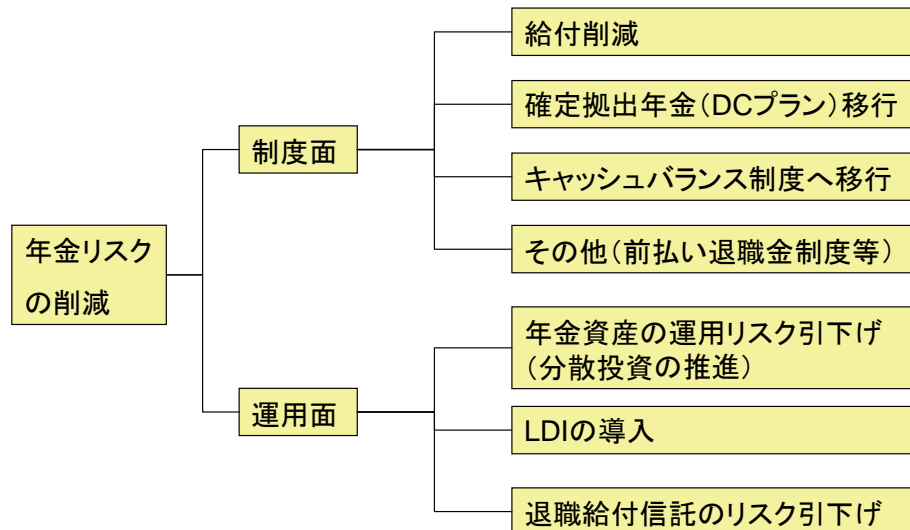 年金リスク
の削減
制度面
給付削減
確定拠出年金（DCプラン）移行
キャッシュバランス制度へ移行
その他（前払い退職金制度等）
運用面
年金資産の運用リスク引下げ
（分散投資の推進）
LDIの導入
退職給付信託のリスク引下げ